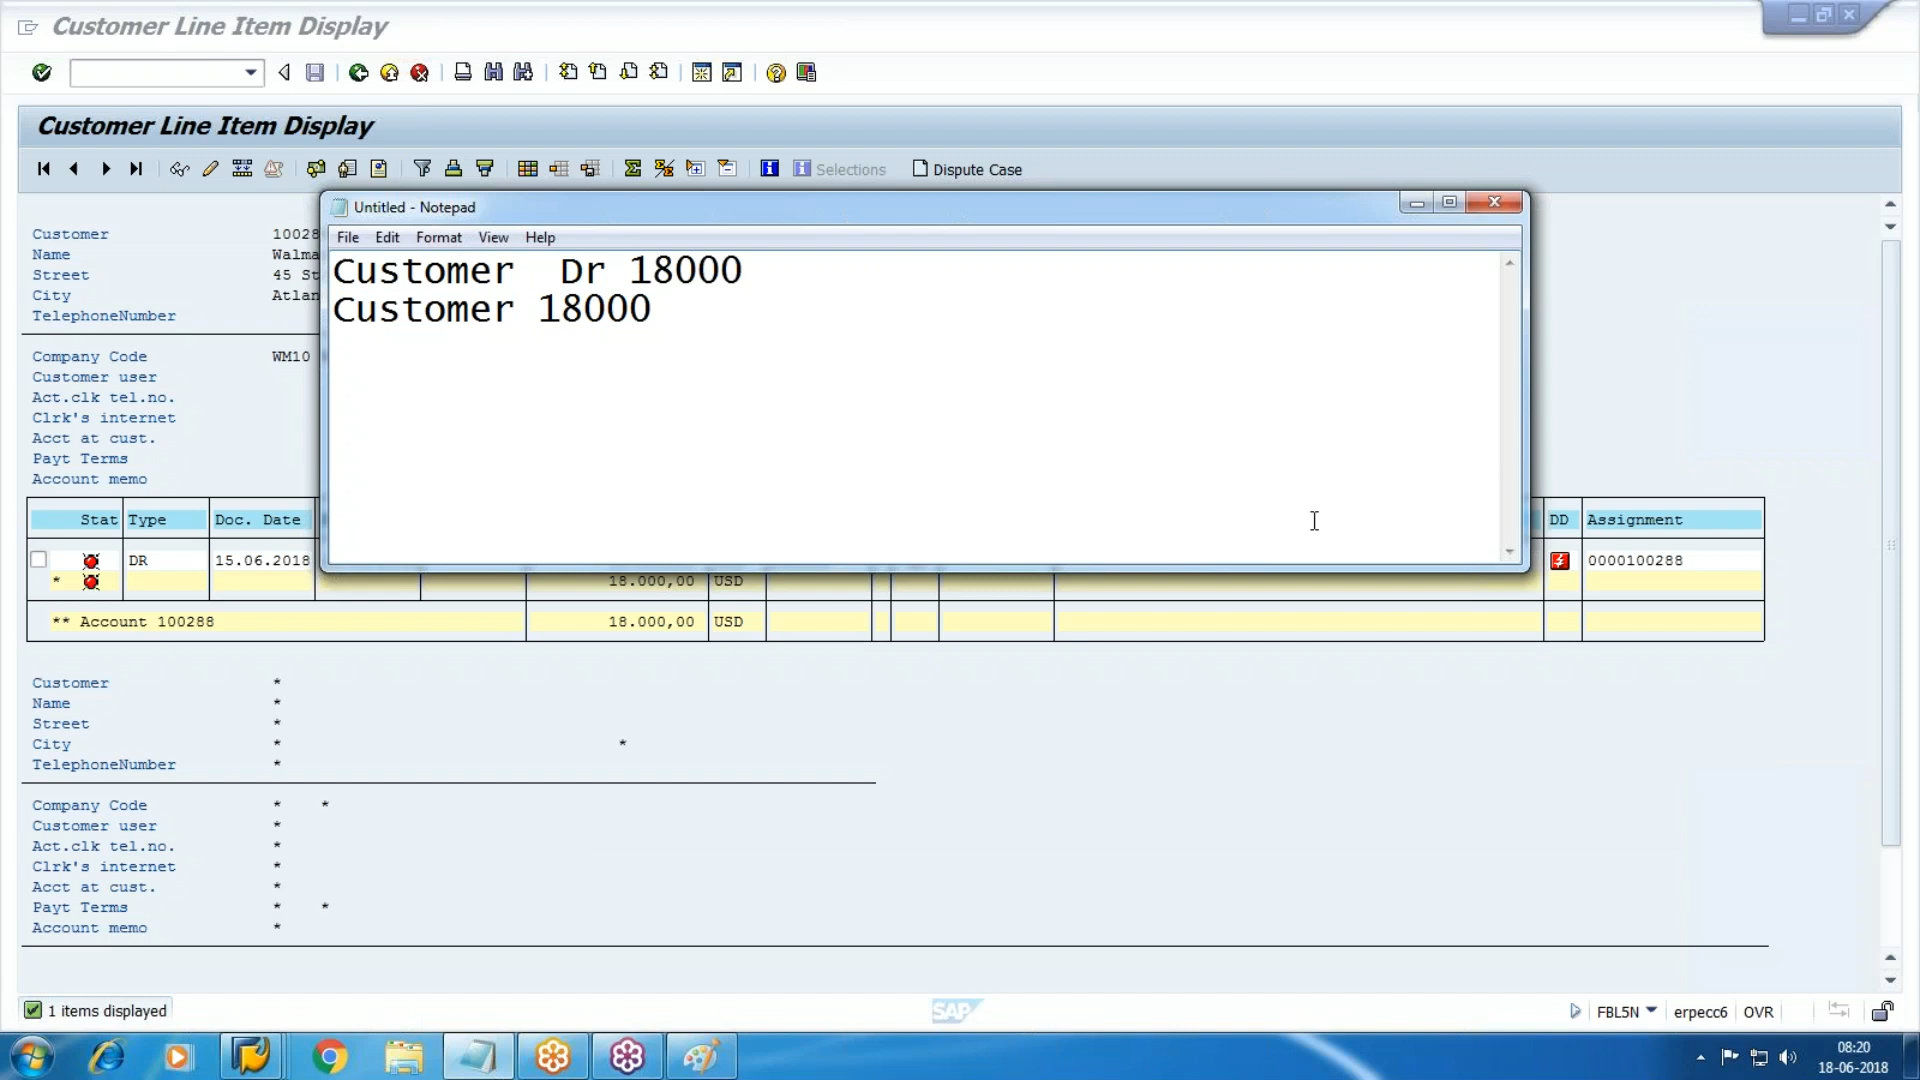 Customer Line Item Display
Customer Line Item Display
Selections
Dispute Case
Untitled - Notepad
File Edit Format View Help
Customer  Dr 18000
Customer 18000
Customer
Name
Street 45
City
TelephoneNumber
Company Code WM10
Customer user
Act.clk tel.no.
Clrk's internet
Acct at cust.
Payt Terms
Account memo
Stat Type Doc. Date DD Assignment
DR 15.06.2018 0000100288
* 18.000,00 USD
** Account 100288 18.000,00 USD
Customer *
Name *
Street *
City * *
TelephoneNumber *
Company Code * *
Customer user *
Act.clk tel.no. *
Clrk's internet *
Acct at cust. *
Payt Terms * *
Account memo *
1 items displayed
SAP
FBL5N erpecc6 OVR
08:20
18-06-2018